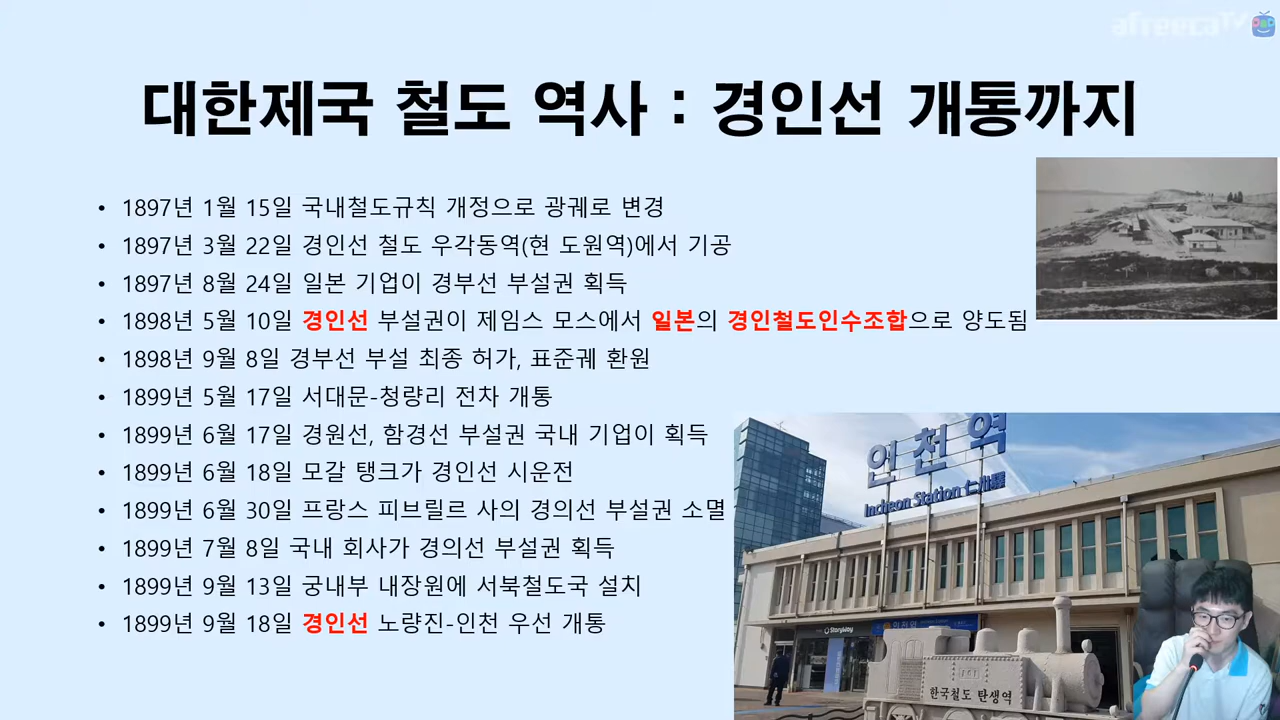 afreecaTV
대한제국 철도 역사 : 경인선 개통까지
• 1897년 1월 15일 국내철도규칙 개정으로 광궤로 변경
• 1897년 3월 22일 경인선 철도 우각동역(현 도원역)에서 기공
• 1897년 8월 24일 일본 기업이 경부선 부설권 획득
• 1898년 5월 10일 경인선 부설권이 제임스 모스에서 일본의 경인철도인수조합으로 양도됨
• 1898년 9월 8일 경부선 부설 최종 허가, 표준궤 환원
• 1899년 5월 17일 서대문-청량리 전차 개통
• 1899년 6월 17일 경원선, 함경선 부설권 국내 기업이 획득
• 1899년 6월 18일 모갈 탱크가 경인선 시운전
• 1899년 6월 30일 프랑스 피브릴르 사의 경의선 부설권 소멸
• 1899년 7월 8일 국내 회사가 경의선 부설권 획득
• 1899년 9월 13일 궁내부 내장원에 서북철도국 설치
• 1899년 9월 18일 경인선 노량진-인천 우선 개통
인천역
Incheon Station 仁川驛
StoryWay
인천역
한국철도 탄생역